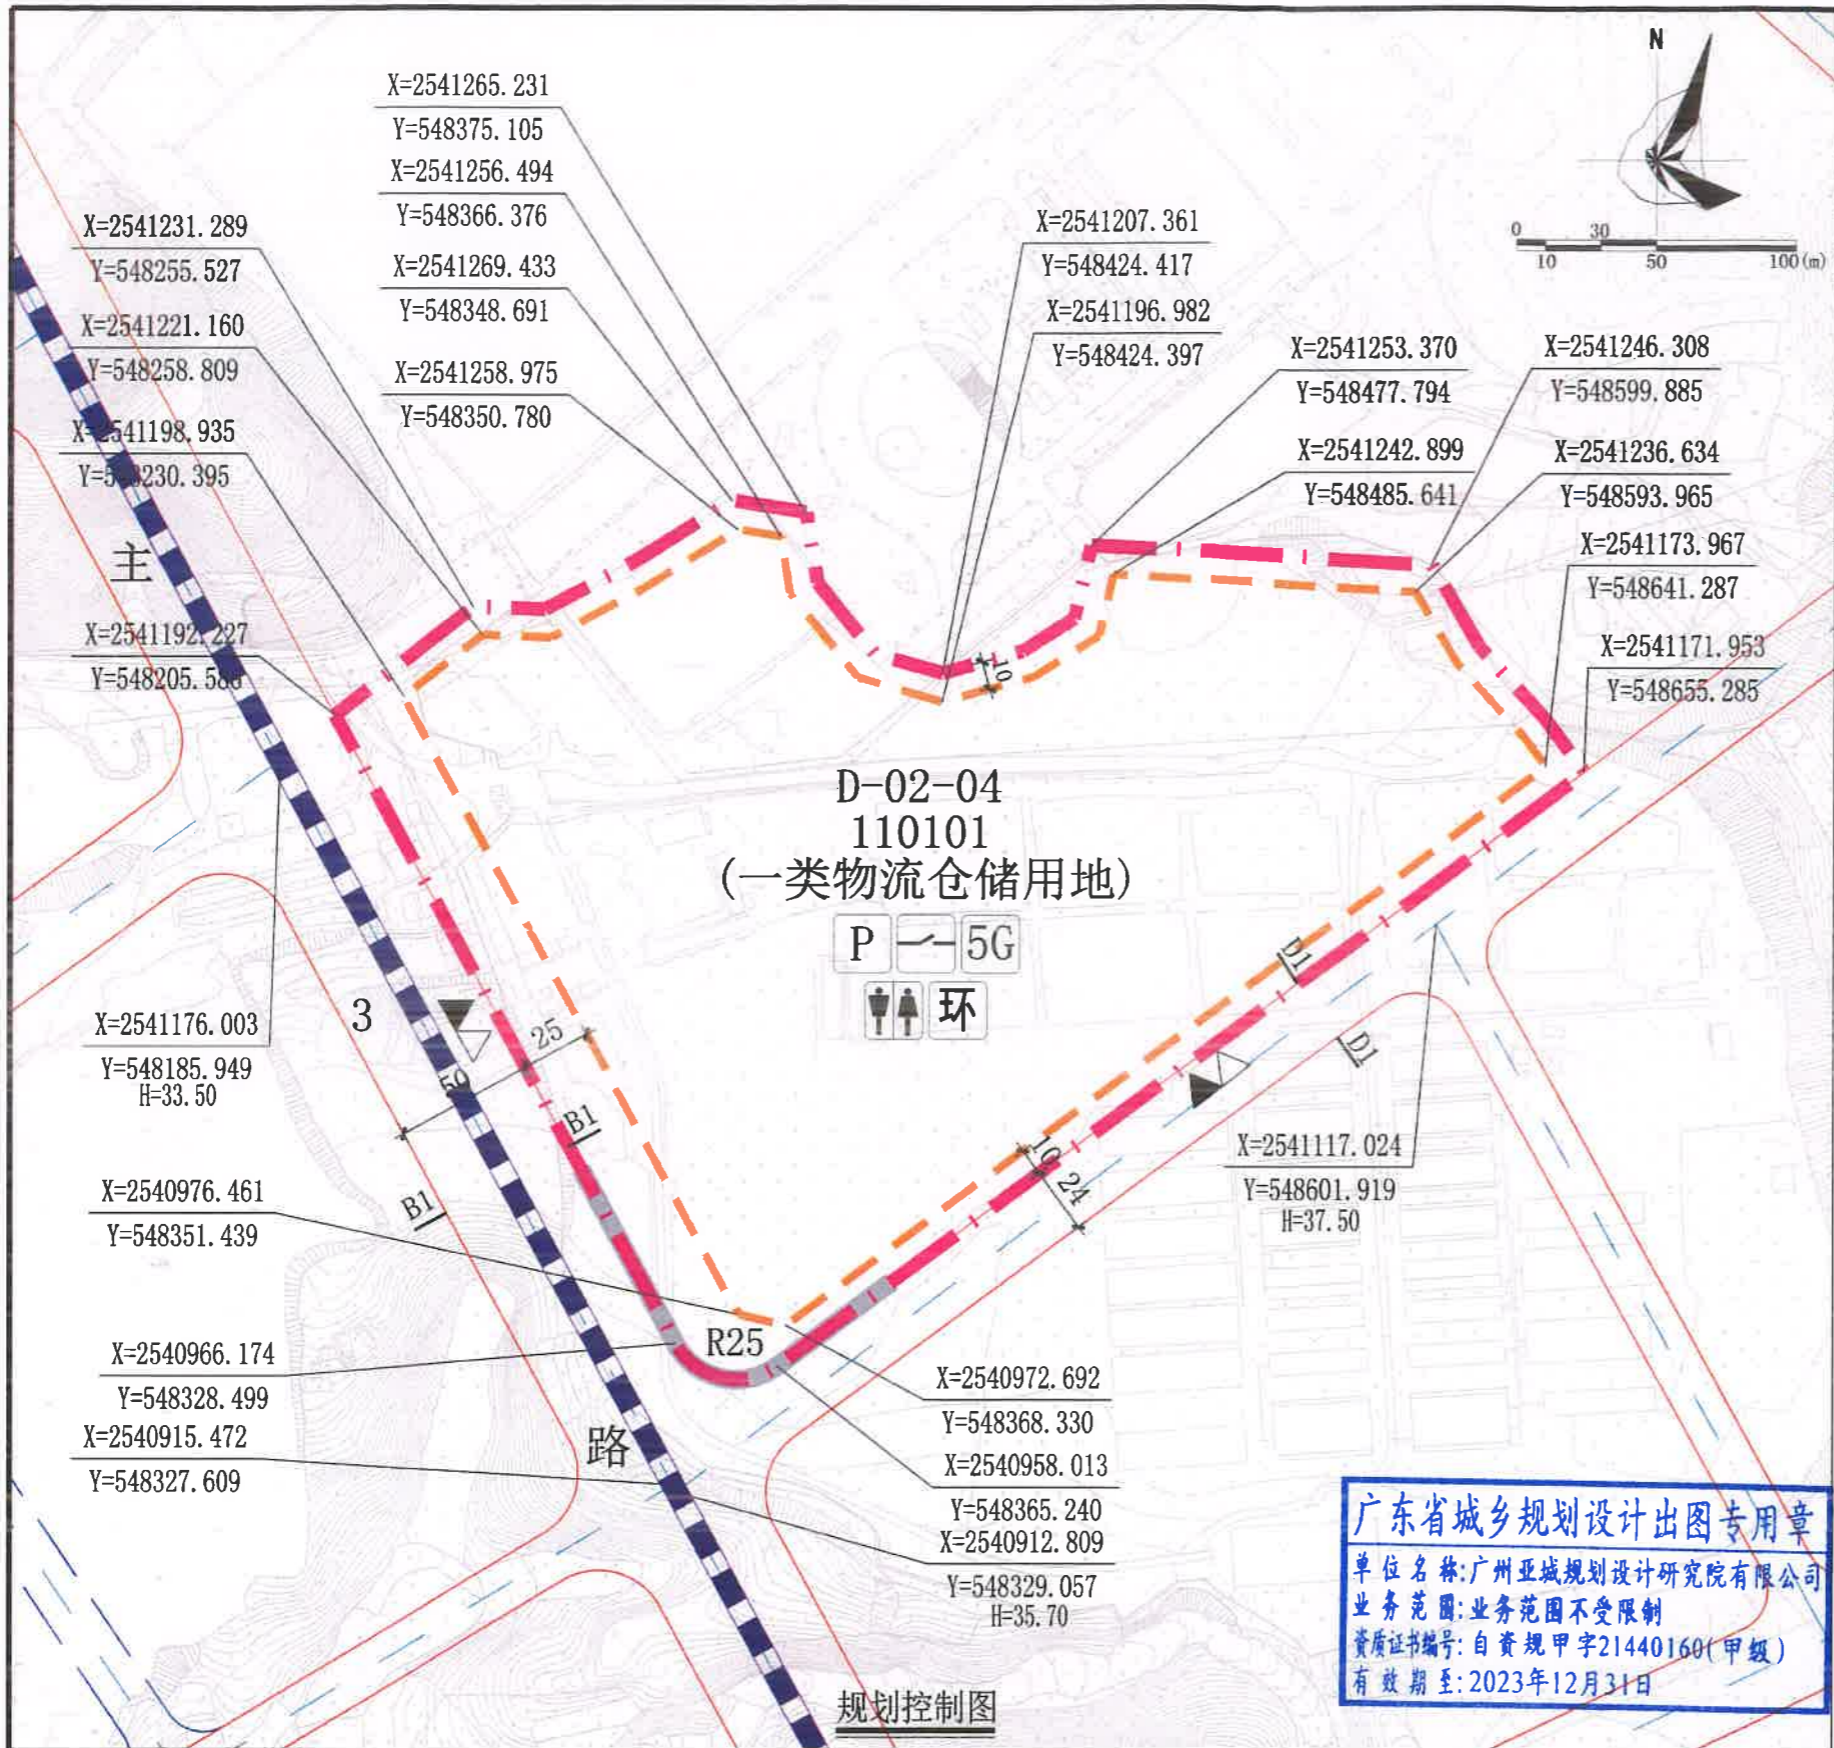 N
0 30
10 50 100(m)
X=2541265.231
Y=548375.105
X=2541256.494
Y=548366.376
X=2541269.433
Y=548348.691
X=2541258.975
Y=548350.780
X=2541231.289
Y=548255.527
X=2541221.160
Y=548258.809
X=2541198.935
X=2541192.227
X=2541207.361
Y=548424.417
X=2541196.982
Y=548424.397
X=2541253.370
Y=548477.794
X=2541242.899
Y=548485.641
X=2541246.308
Y=548599.885
X=2541236.634
Y=548593.965
X=2541173.967
Y=548641.287
X=2541171.953
Y=548655.285
主
10
D-02-04
110101
(一类物流仓储用地)
P 5G
环
3
25
50
B1
B1
D1
D1
10
24
X=2541176.003
Y=548185.949
H=33.50
X=2541117.024
Y=548601.919
H=37.50
X=2540976.461
Y=548351.439
R25
X=2540966.174
Y=548328.499
X=2540915.472
Y=548327.609
路
X=2540972.692
Y=548368.330
X=2540958.013
Y=548365.240
X=2540912.809
Y=548329.057
H=35.70
规划控制图
广东省城乡规划设计出图专用章
单位名称:广州亚城规划设计研究院有限公司
业务范围:业务范围不受限制
资质证书编号:自资规甲字21440160(甲级)
有效期至:2023年12月31日